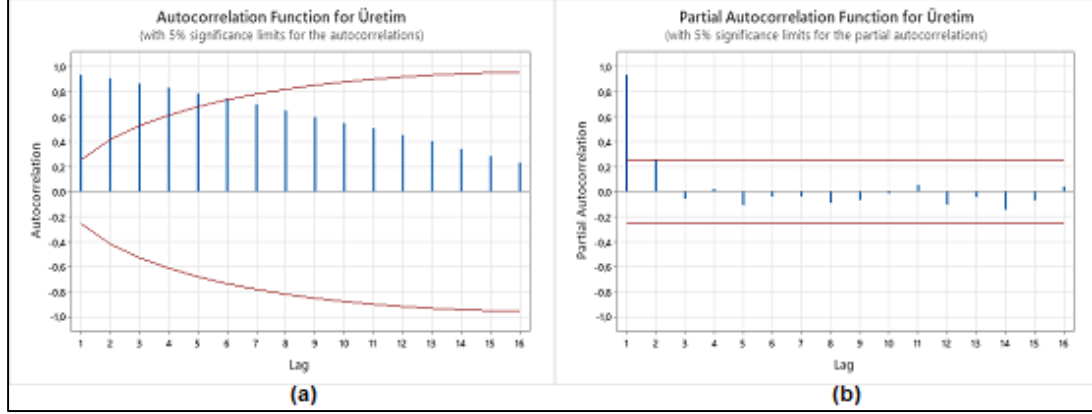 Autocorrelation Function for Üretim
(with 5% significance limits for the autocorrelations)
1,0
0,8
0,6
0,4
0,2
0,0
-0,2
-0,4
-0,6
-0,8
-1,0
Autocorrelation
1 2 3 4 5 6 7 8 9 10 11 12 13 14 15 16
Lag
(a)
Partial Autocorrelation Function for Üretim
(with 5% significance limits for the partial autocorrelations)
1,0
0,8
0,6
0,4
0,2
0,0
-0,2
-0,4
-0,6
-0,8
-1,0
Partial Autocorrelation
1 2 3 4 5 6 7 8 9 10 11 12 13 14 15 16
Lag
(b)